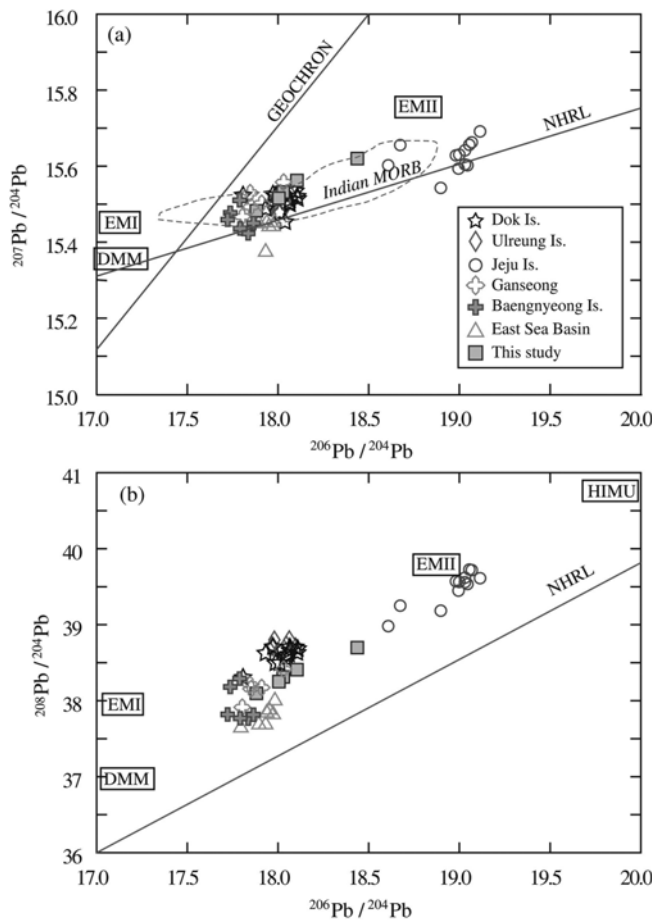 (a)
16.0
15.8
15.6
15.4
15.2
15.0
²⁰⁷Pb / ²⁰⁴Pb
GEOCHRON
EMII
NHRL
Indian MORB
EMI
DMM
Dok Is.
Ulreung Is.
Jeju Is.
Ganseong
Baengnyeong Is.
East Sea Basin
This study
17.0 17.5 18.0 18.5 19.0 19.5 20.0
²⁰⁶Pb / ²⁰⁴Pb
(b)
41
40
39
38
37
36
²⁰⁸Pb / ²⁰⁴Pb
HIMU
EMII
NHRL
EMI
DMM
17.0 17.5 18.0 18.5 19.0 19.5 20.0
²⁰⁶Pb / ²⁰⁴Pb